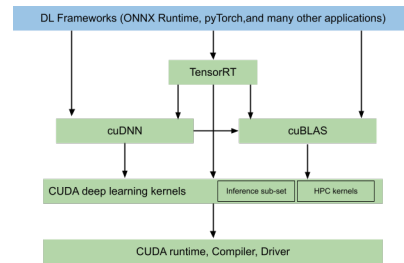 DL Frameworks (ONNX Runtime, pyTorch,and many other applications)
TensorRT
cuDNN
cuBLAS
CUDA deep learning kernels
Inference sub-set
HPC kernels
CUDA runtime, Compiler, Driver